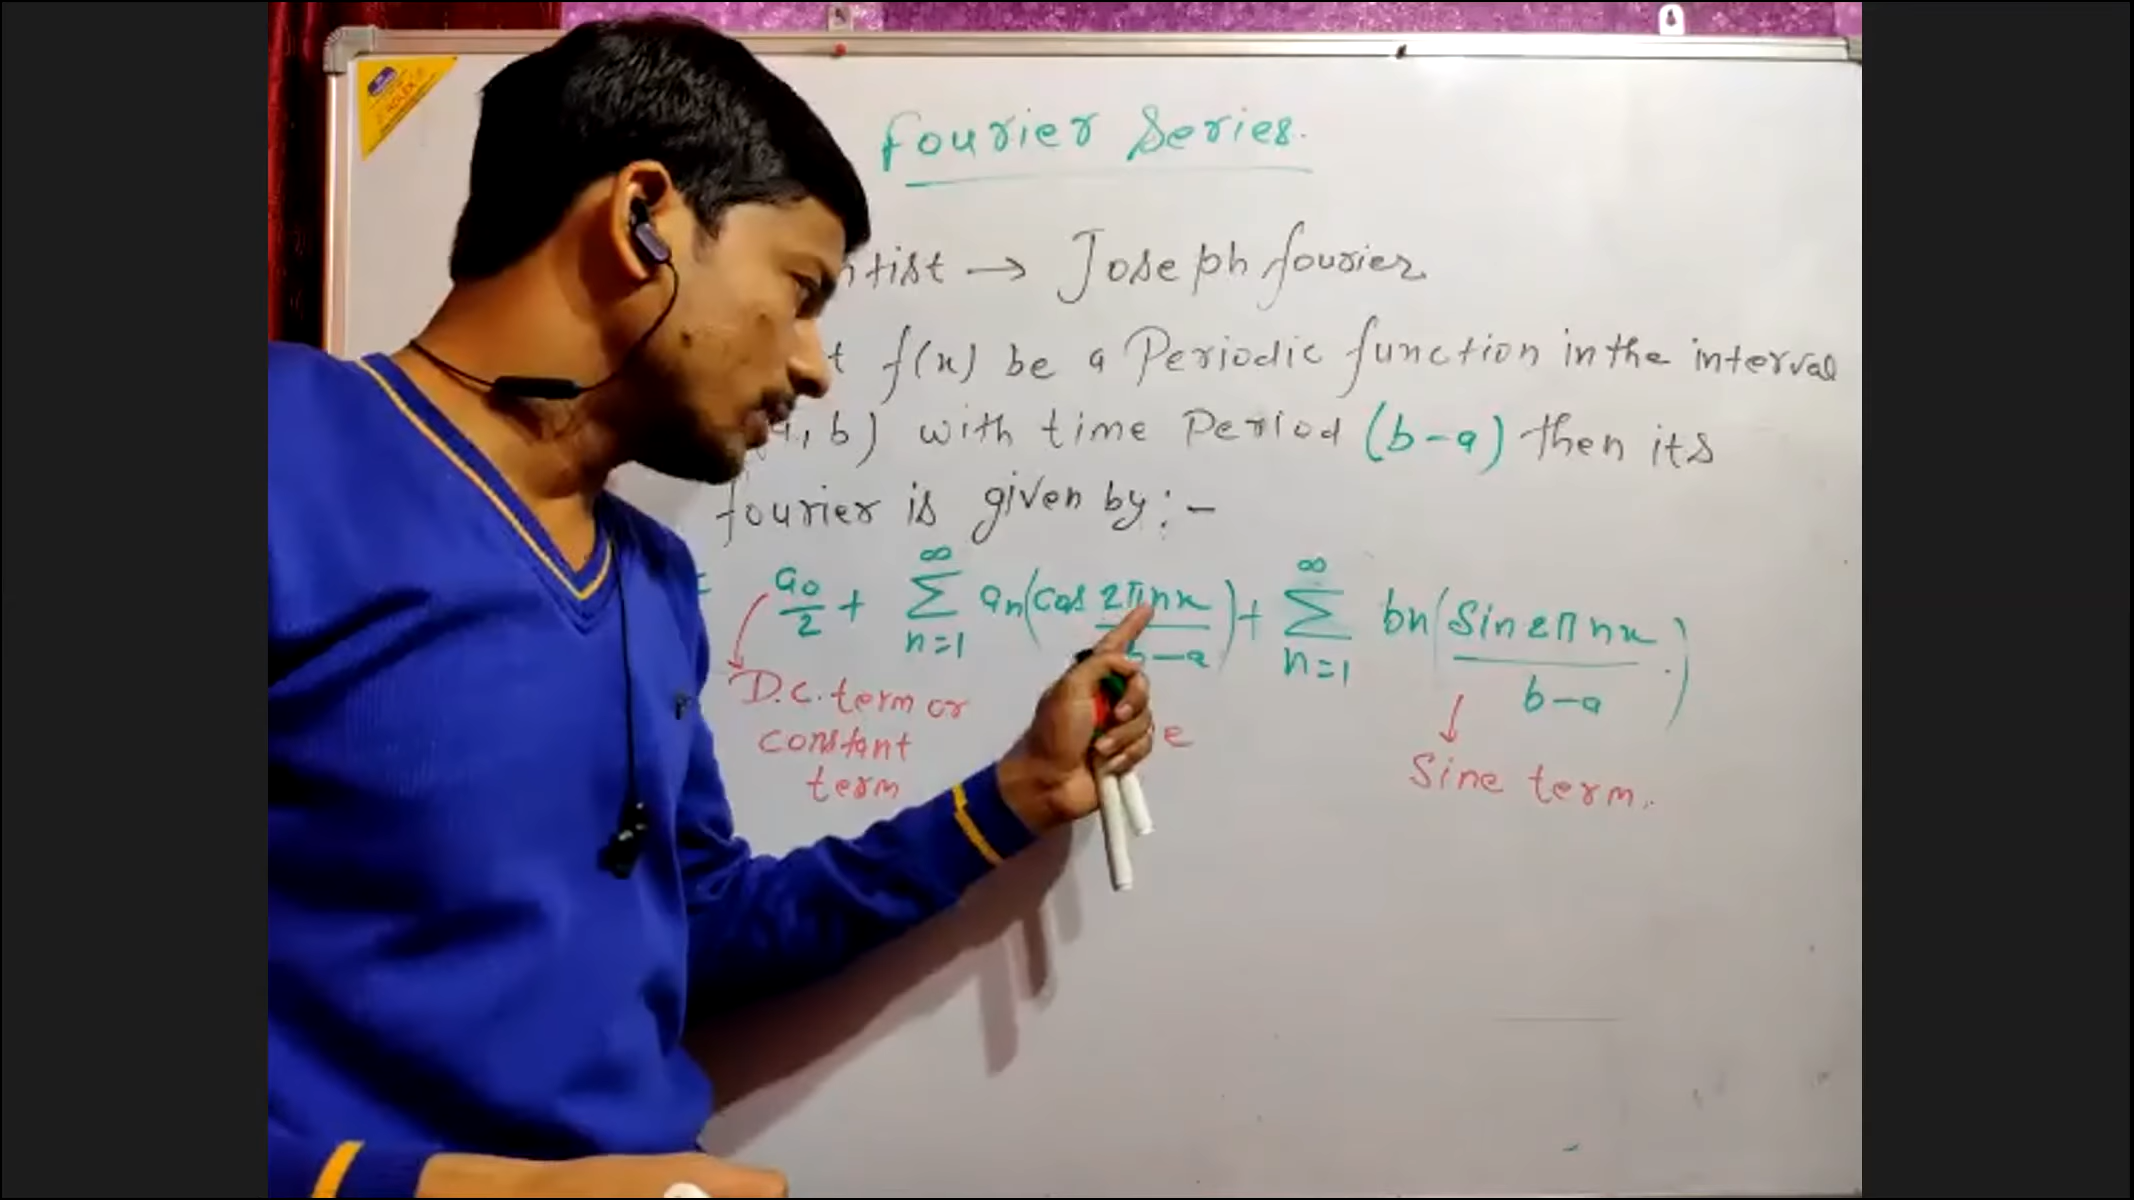 Fourier Series.
→ Joseph fourier
f(x) be a Periodic function in the interval
, b) with time Period (b-a) then its
fourier is given by:-
a0/2 + ∞∑n=1 an(cos 2πnx/b-a) + ∞∑n=1 bn(Sin 2πnx/b-a)
D.C. term or
constant
term
Sine term.